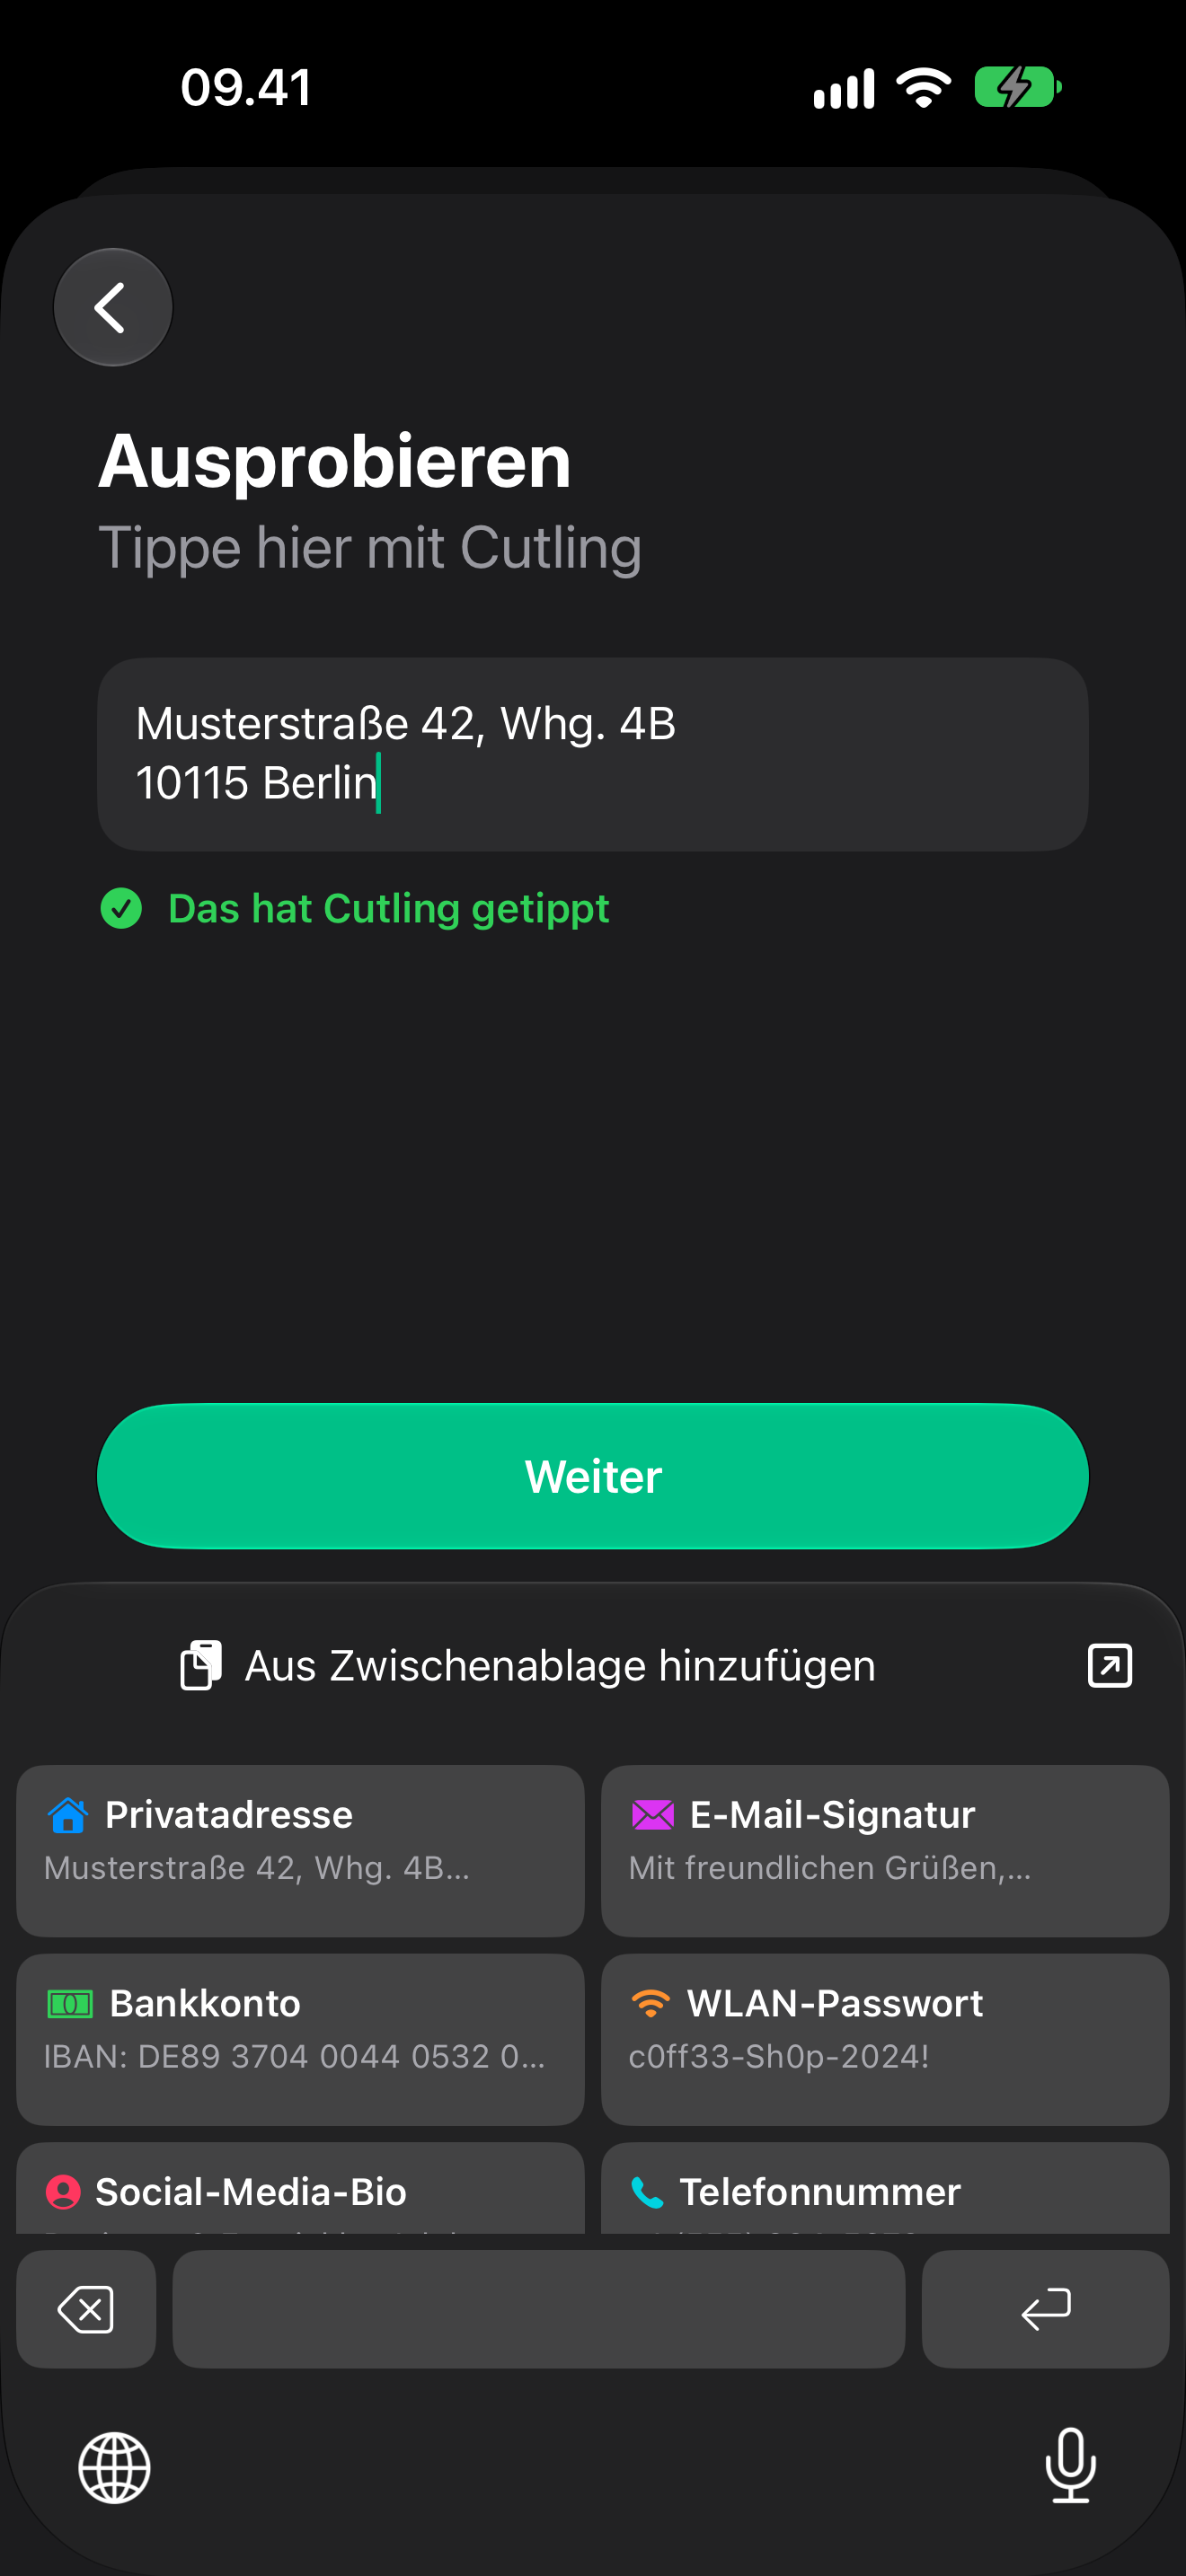 09.41
Ausprobieren
Tippe hier mit Cutling
Musterstraße 42, Whg. 4B
10115 Berlin
Das hat Cutling getippt
Weiter
Aus Zwischenablage hinzufügen
Privatadresse
Musterstraße 42, Whg. 4B...
E-Mail-Signatur
Mit freundlichen Grüßen,...
Bankkonto
IBAN: DE89 3704 0044 0532 0...
WLAN-Passwort
c0ff33-Sh0p-2024!
Social-Media-Bio
Telefonnummer